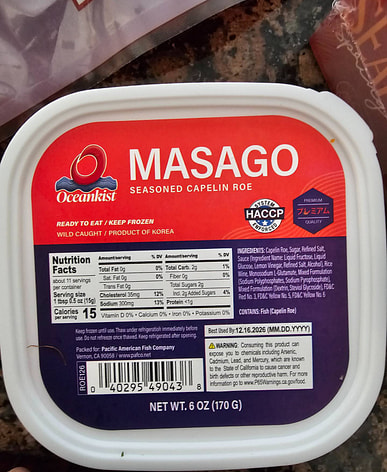 Oceankist
MASAGO
SEASONED CAPELIN ROE
READY TO EAT / KEEP FROZEN
WILD CAUGHT / PRODUCT OF KOREA
SYSTEM
HACCP
ENFORCED
PREMIUM
プレミアム
QUALITY
Nutrition
Facts
about 11 servings
per container
Serving size
1 tbsp 0.5 oz (15g)
Calories
per serving
15
Amount/serving % DV
Total Fat 0g 0%
Sat. Fat 0g 0%
Trans Fat 0g
Cholesterol 35mg 12%
Sodium 300mg 13%
Amount/serving % DV
Total Carb. 2g 1%
Fiber 0g 0%
Total Sugars 2g
Incl. 2g Added Sugars 4%
Protein <1g
Vitamin D 0% • Calcium 0% • Iron 0% • Potassium 0%
INGREDIENTS: Capelin Roe, Sugar, Refined Salt,
Sauce (Ingredient Name: Liquid Fructose, Liquid
Glucose, Lemon Vinegar, Refined Salt, Alcohol), Rice
Wine, Monosodium L-Glutamate, Mixed Formulation
(Sodium Polyphosphate, Sodium Pyrophosphate),
Mixed Formulation (Dextrin, Steviol Glycoside), FD&C
Red No. 3, FD&C Yellow No. 5, FD&C Yellow No. 6
CONTAINS: Fish (Capelin Roe)
Keep frozen until use. Thaw under refrigeration immediately before
use. Do not refreeze once thawed. Keep refrigerated after opening.
Packed for: Pacific American Fish Company
Vernon, CA 90058 / www.pafco.net
Best Used By: 12.16.2026 (MM.DD.YYYY)
WARNING: Consuming this product can
expose you to chemicals including Arsenic,
Cadmium, Lead, and Mercury, which are known
to the State of California to cause cancer and
birth defects or other reproductive harm. For more
information go to www.P65Warnings.ca.gov/food.
ROE126
0 40295 49043 8
NET WT. 6 OZ (170 G)